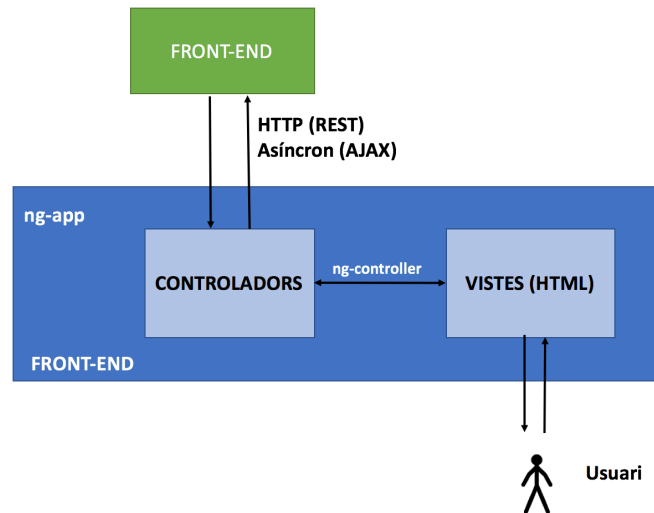 FRONT-END
HTTP (REST)
Asíncron (AJAX)
ng-app
CONTROLADORS
ng-controller
VISTES (HTML)
FRONT-END
Usuari